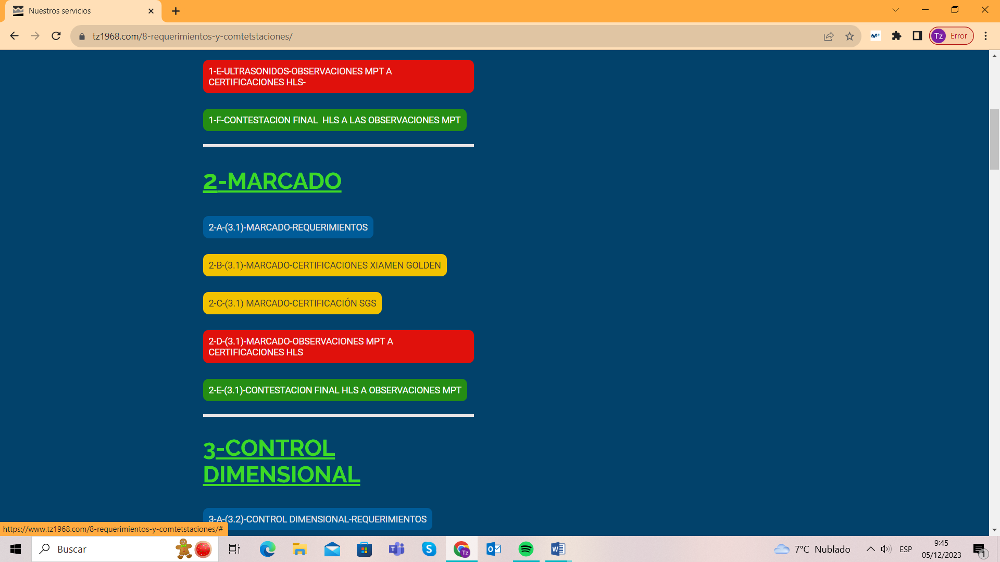 Nuestros servicios
tz1968.com/8-requerimientos-y-comtetstaciones/
Tz Error
1-E-ULTRASONIDOS-OBSERVACIONES MPT A
CERTIFICACIONES HLS-
1-F-CONTESTACION FINAL HLS A LAS OBSERVACIONES MPT
2-MARCADO
2-A-(3.1)-MARCADO-REQUERIMIENTOS
2-B-(3.1)-MARCADO-CERTIFICACIONES XIAMEN GOLDEN
2-C-(3.1) MARCADO-CERTIFICACIÓN SGS
2-D-(3.1)-MARCADO-OBSERVACIONES MPT A
CERTIFICACIONES HLS
2-E-(3.1)-CONTESTACION FINAL HLS A OBSERVACIONES MPT
3-CONTROL
DIMENSIONAL
3-A-(3.2)-CONTROL DIMENSIONAL-REQUERIMIENTOS
https://www.tz1968.com/8-requerimientos-y-comtetstaciones/#
Buscar
7°C Nublado
ESP
9:45
05/12/2023
1